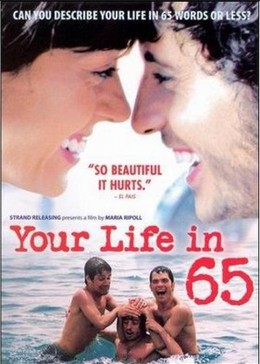 CAN YOU DESCRIBE YOUR LIFE IN 65 WORDS OR LESS?
"SO BEAUTIFUL
IT HURTS."
- EL PAIS
STRAND RELEASING presents a film by MARIA RIPOLL
Your Life in
65